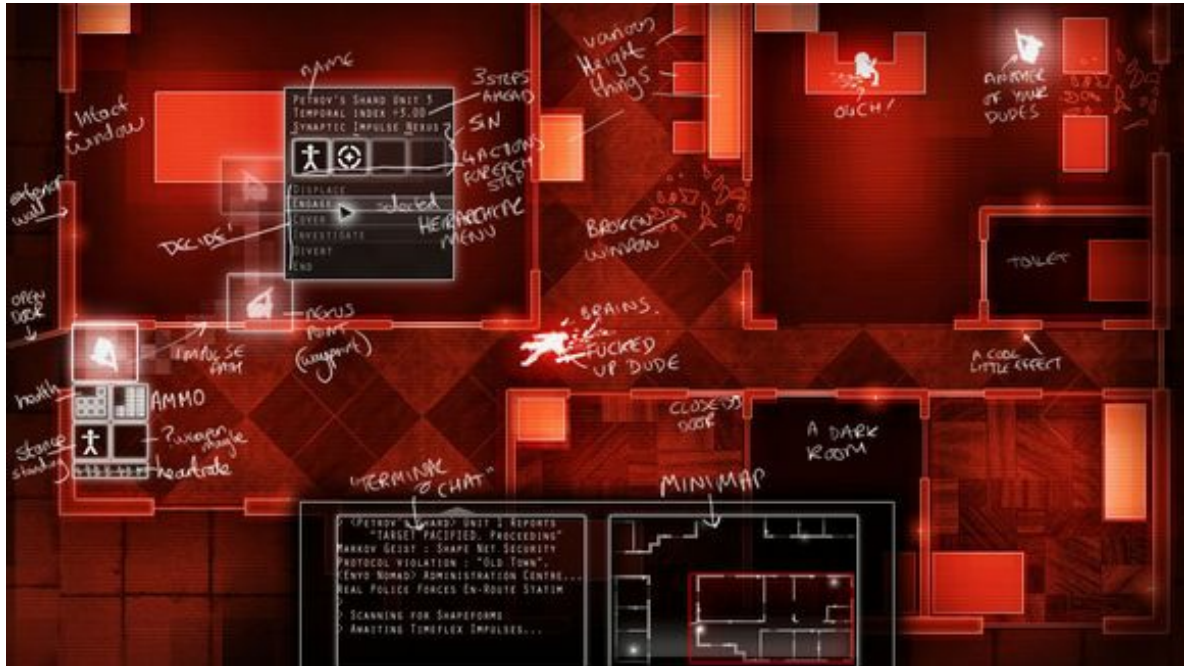 NAME
PETROV'S SHARD UNIT 3
TEMPORAL INDEX +3.00
SYNAPTIC IMPULSE NEXUS
3 STEPS
AHEAD
SIN
4 ACTIONS
FOR EACH
STEP
DISPLACE
ENGAGE
COVER
INVESTIGATE
DIVERT
END
selected
HEIRARCHICAL
MENU
DECIDE!
Intact
window
exterior
wall
OPEN
DOOR
IMPULSE
PATH
NEXUS
POINT
(waypoint)
various
Height
things
OUCH!
ANOTHER
OF YOUR
DUDES
BROKEN
WINDOW
TOILET
BRAINS.
FUCKED
UP DUDE
A COOL
LITTLE EFFECT
health
AMMO
stance
standing
? weapon
maybe
heartrate
CLOSED
DOOR
A DARK
ROOM
"TERMINAL
CHAT"
MINIMAP
> <PETROV'S SHARD> UNIT 1 REPORTS
"TARGET PACIFIED. PROCEEDING"
MARKOV GEIST : SHAPE NET SECURITY
PROTOCOL VIOLATION : "OLD TOWN".
<ENYO NOMAD> ADMINISTRATION CENTRE...
REAL POLICE FORCES EN-ROUTE STATIM
>
> SCANNING FOR SHAPEFORMS
> AWAITING TIMEFLEX IMPULSES...